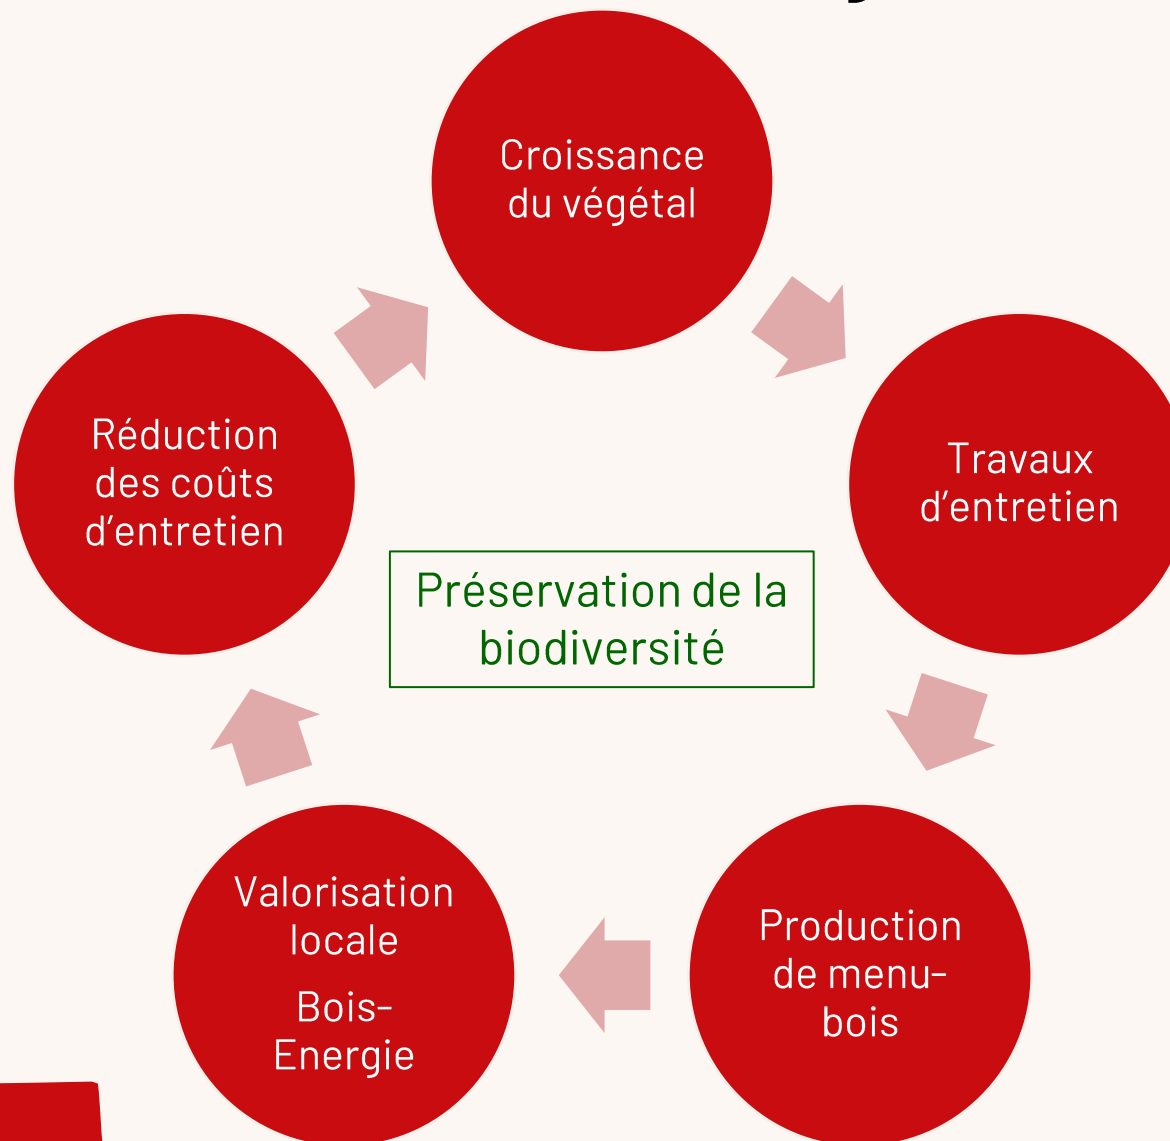 Croissance
du végétal
Travaux
d’entretien
Production
de menu-
bois
Valorisation
locale
Bois-
Energie
Réduction
des coûts
d’entretien
Préservation de la
biodiversité